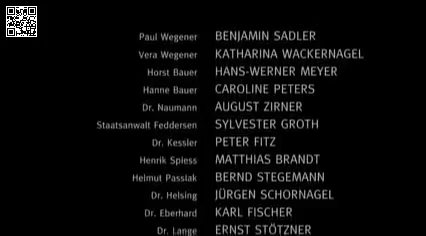 Paul Wegener BENJAMIN SADLER
Vera Wegener KATHARINA WACKERNAGEL
Horst Bauer HANS-WERNER MEYER
Hanne Bauer CAROLINE PETERS
Dr. Naumann AUGUST ZIRNER
Staatsanwalt Feddersen SYLVESTER GROTH
Dr. Kessler PETER FITZ
Henrik Spiess MATTHIAS BRANDT
Helmut Passlak BERND STEGEMANN
Dr. Helsing JÜRGEN SCHORNAGEL
Dr. Eberhard KARL FISCHER
Dr. Lange ERNST STÖTZNER